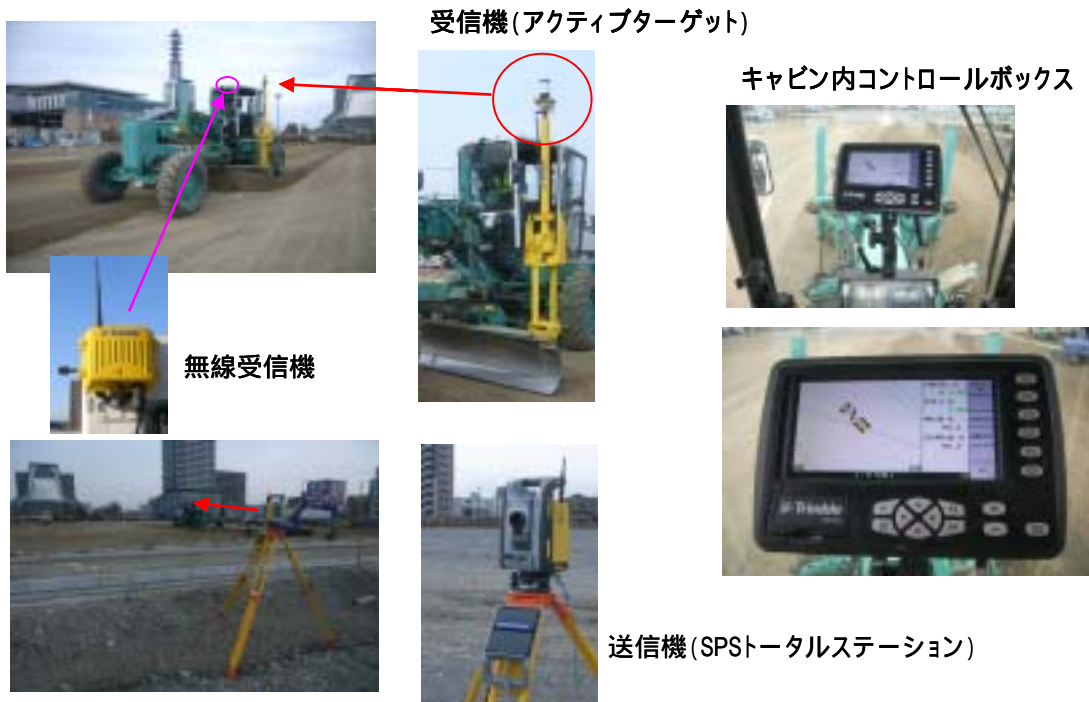 受信機(アクティブターゲット)
キャビン内コントロールボックス
無線受信機
Trimble
送信機(SPSトータルステーション)